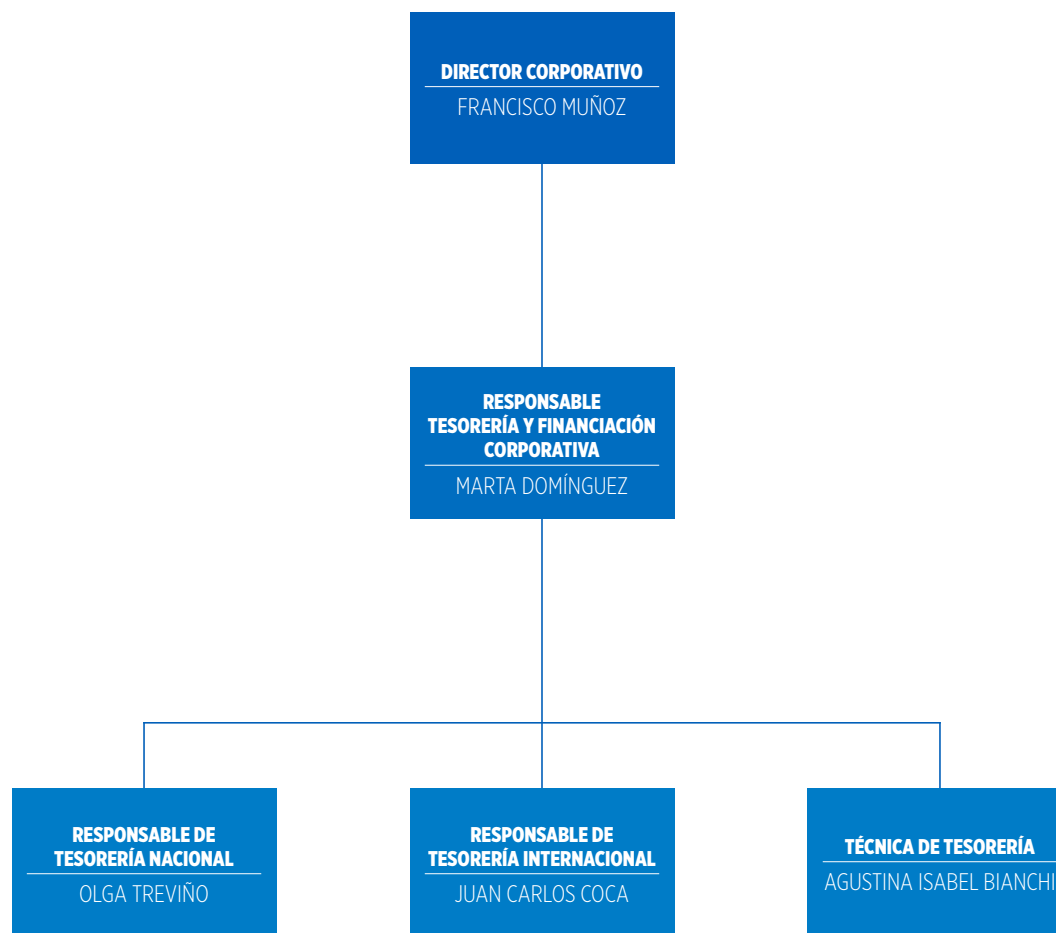 DIRECTOR CORPORATIVO
FRANCISCO MUÑOZ
RESPONSABLE
TESORERÍA Y FINANCIACIÓN
CORPORATIVA
MARTA DOMÍNGUEZ
RESPONSABLE DE
TESORERÍA NACIONAL
OLGA TREVIÑO
RESPONSABLE DE
TESORERÍA INTERNACIONAL
JUAN CARLOS COCA
TÉCNICA DE TESORERÍA
AGUSTINA ISABEL BIANCHI